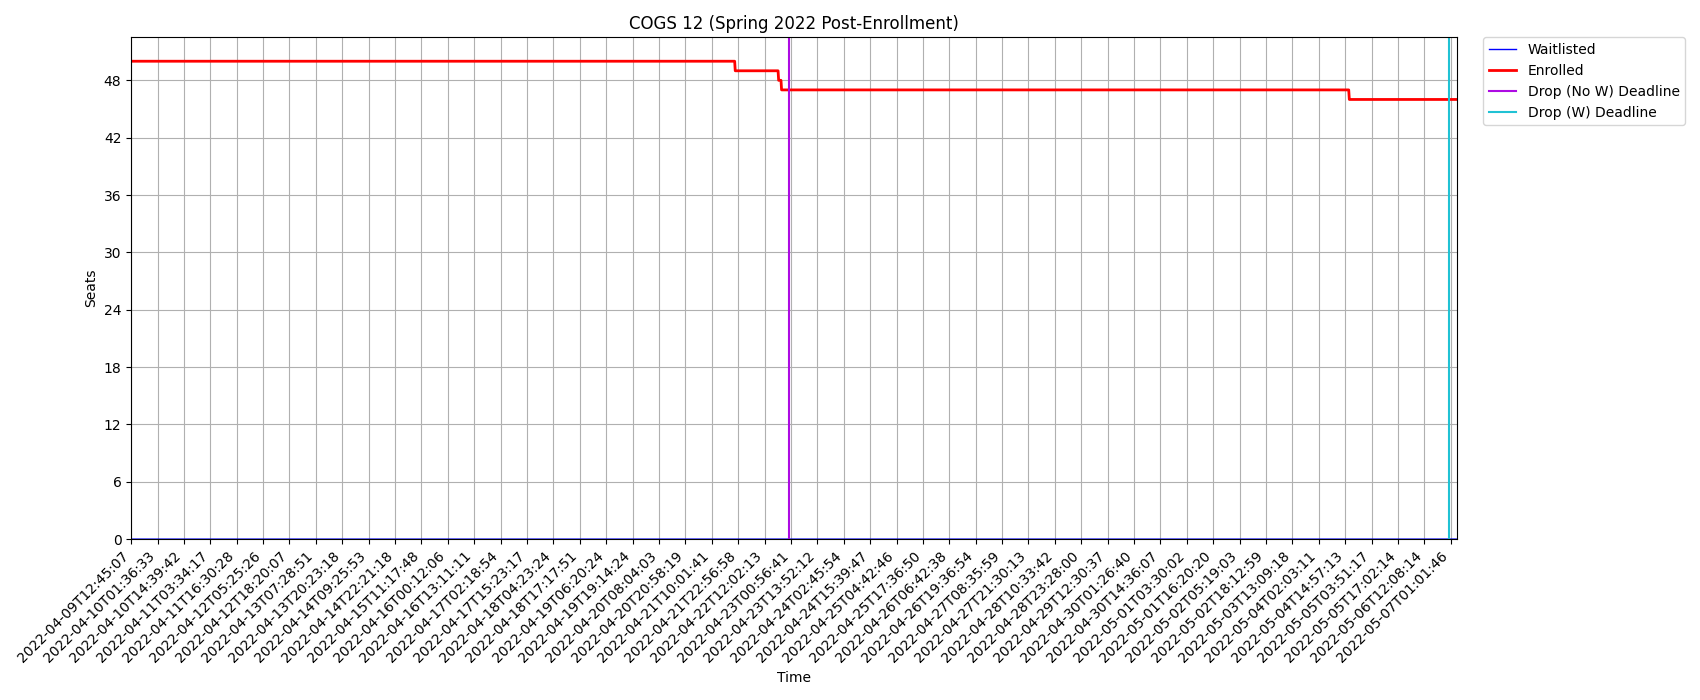 COGS 12 (Spring 2022 Post-Enrollment)
Waitlisted
Enrolled
Drop (No W) Deadline
Drop (W) Deadline
Seats
48
42
36
30
24
18
12
6
0
2022-04-09T12:45:07
2022-04-10T01:36:33
2022-04-10T14:39:42
2022-04-11T03:34:17
2022-04-11T16:30:28
2022-04-12T05:25:26
2022-04-12T18:20:07
2022-04-13T07:28:51
2022-04-13T20:23:18
2022-04-14T09:25:53
2022-04-14T22:21:18
2022-04-15T11:17:48
2022-04-16T00:12:06
2022-04-16T13:11:11
2022-04-17T02:18:54
2022-04-17T15:23:17
2022-04-18T04:23:24
2022-04-18T17:17:51
2022-04-19T06:20:24
2022-04-19T19:14:24
2022-04-20T08:04:03
2022-04-20T20:58:19
2022-04-21T10:01:41
2022-04-21T22:56:58
2022-04-22T12:02:13
2022-04-23T00:56:41
2022-04-23T13:52:12
2022-04-24T02:45:54
2022-04-24T15:39:47
2022-04-25T04:42:46
2022-04-25T17:36:50
2022-04-26T06:42:38
2022-04-26T19:36:54
2022-04-27T08:35:59
2022-04-27T21:30:13
2022-04-28T10:33:42
2022-04-28T23:28:00
2022-04-29T12:30:37
2022-04-30T01:26:40
2022-04-30T14:36:07
2022-05-01T03:30:02
2022-05-01T16:20:20
2022-05-02T05:19:03
2022-05-02T18:12:59
2022-05-03T13:09:18
2022-05-04T02:03:11
2022-05-04T14:57:13
2022-05-05T03:51:17
2022-05-05T17:02:14
2022-05-06T12:08:14
2022-05-07T01:01:46
Time